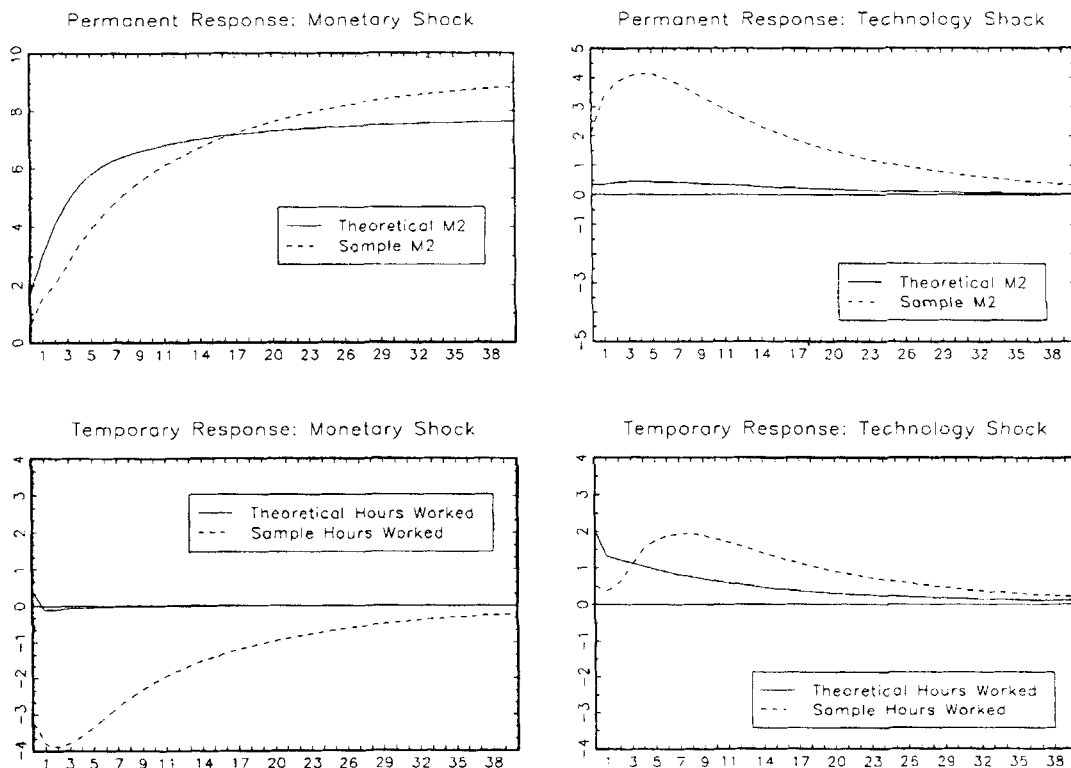 Permanent Response: Monetary Shock
10
8
6
4
2
0
Theoretical M2
Sample M2
1 3 5 7 9 11 14 17 20 23 26 29 32 35 38
Permanent Response: Technology Shock
5
4
3
2
1
0
-1
-3
-5
Theoretical M2
Sample M2
1 3 5 7 9 11 14 17 20 23 26 29 32 35 38
Temporary Response: Monetary Shock
4
3
2
1
0
-1
-2
-3
-4
Theoretical Hours Worked
Sample Hours Worked
1 3 5 7 9 11 14 17 20 23 26 29 32 35 38
Temporary Response: Technology Shock
4
3
2
1
0
-1
-2
-3
-4
Theoretical Hours Worked
Sample Hours Worked
1 3 5 7 9 11 14 17 20 23 26 29 32 35 38